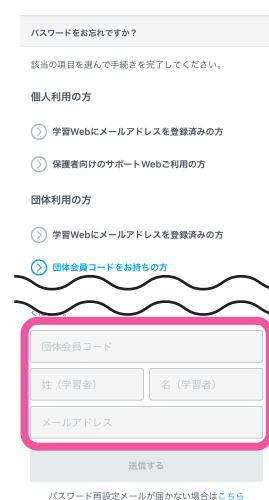 パスワードをお忘れですか？
該当の項目を選んで手続きを完了してください。
個人利用の方
学習Webにメールアドレスを登録済みの方
保護者向けのサポートWebご利用の方
団体利用の方
学習Webにメールアドレスを登録済みの方
団体会員コードをお持ちの方
団体会員コード
姓（学習者）
名（学習者）
メールアドレス
送信する
パスワード再設定メールが届かない場合はこちら